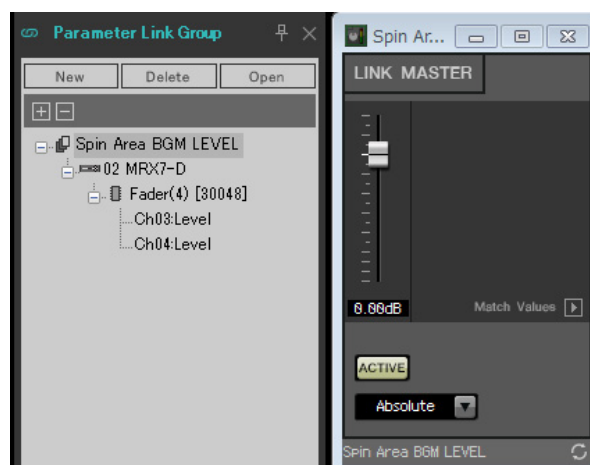 Parameter Link Group
New Delete Open
Spin Area BGM LEVEL
02 MRX7-D
Fader(4) [30048]
Ch03:Level
Ch04:Level
Spin Ar...
LINK MASTER
0.00dB
Match Values
ACTIVE
Absolute
Spin Area BGM LEVEL